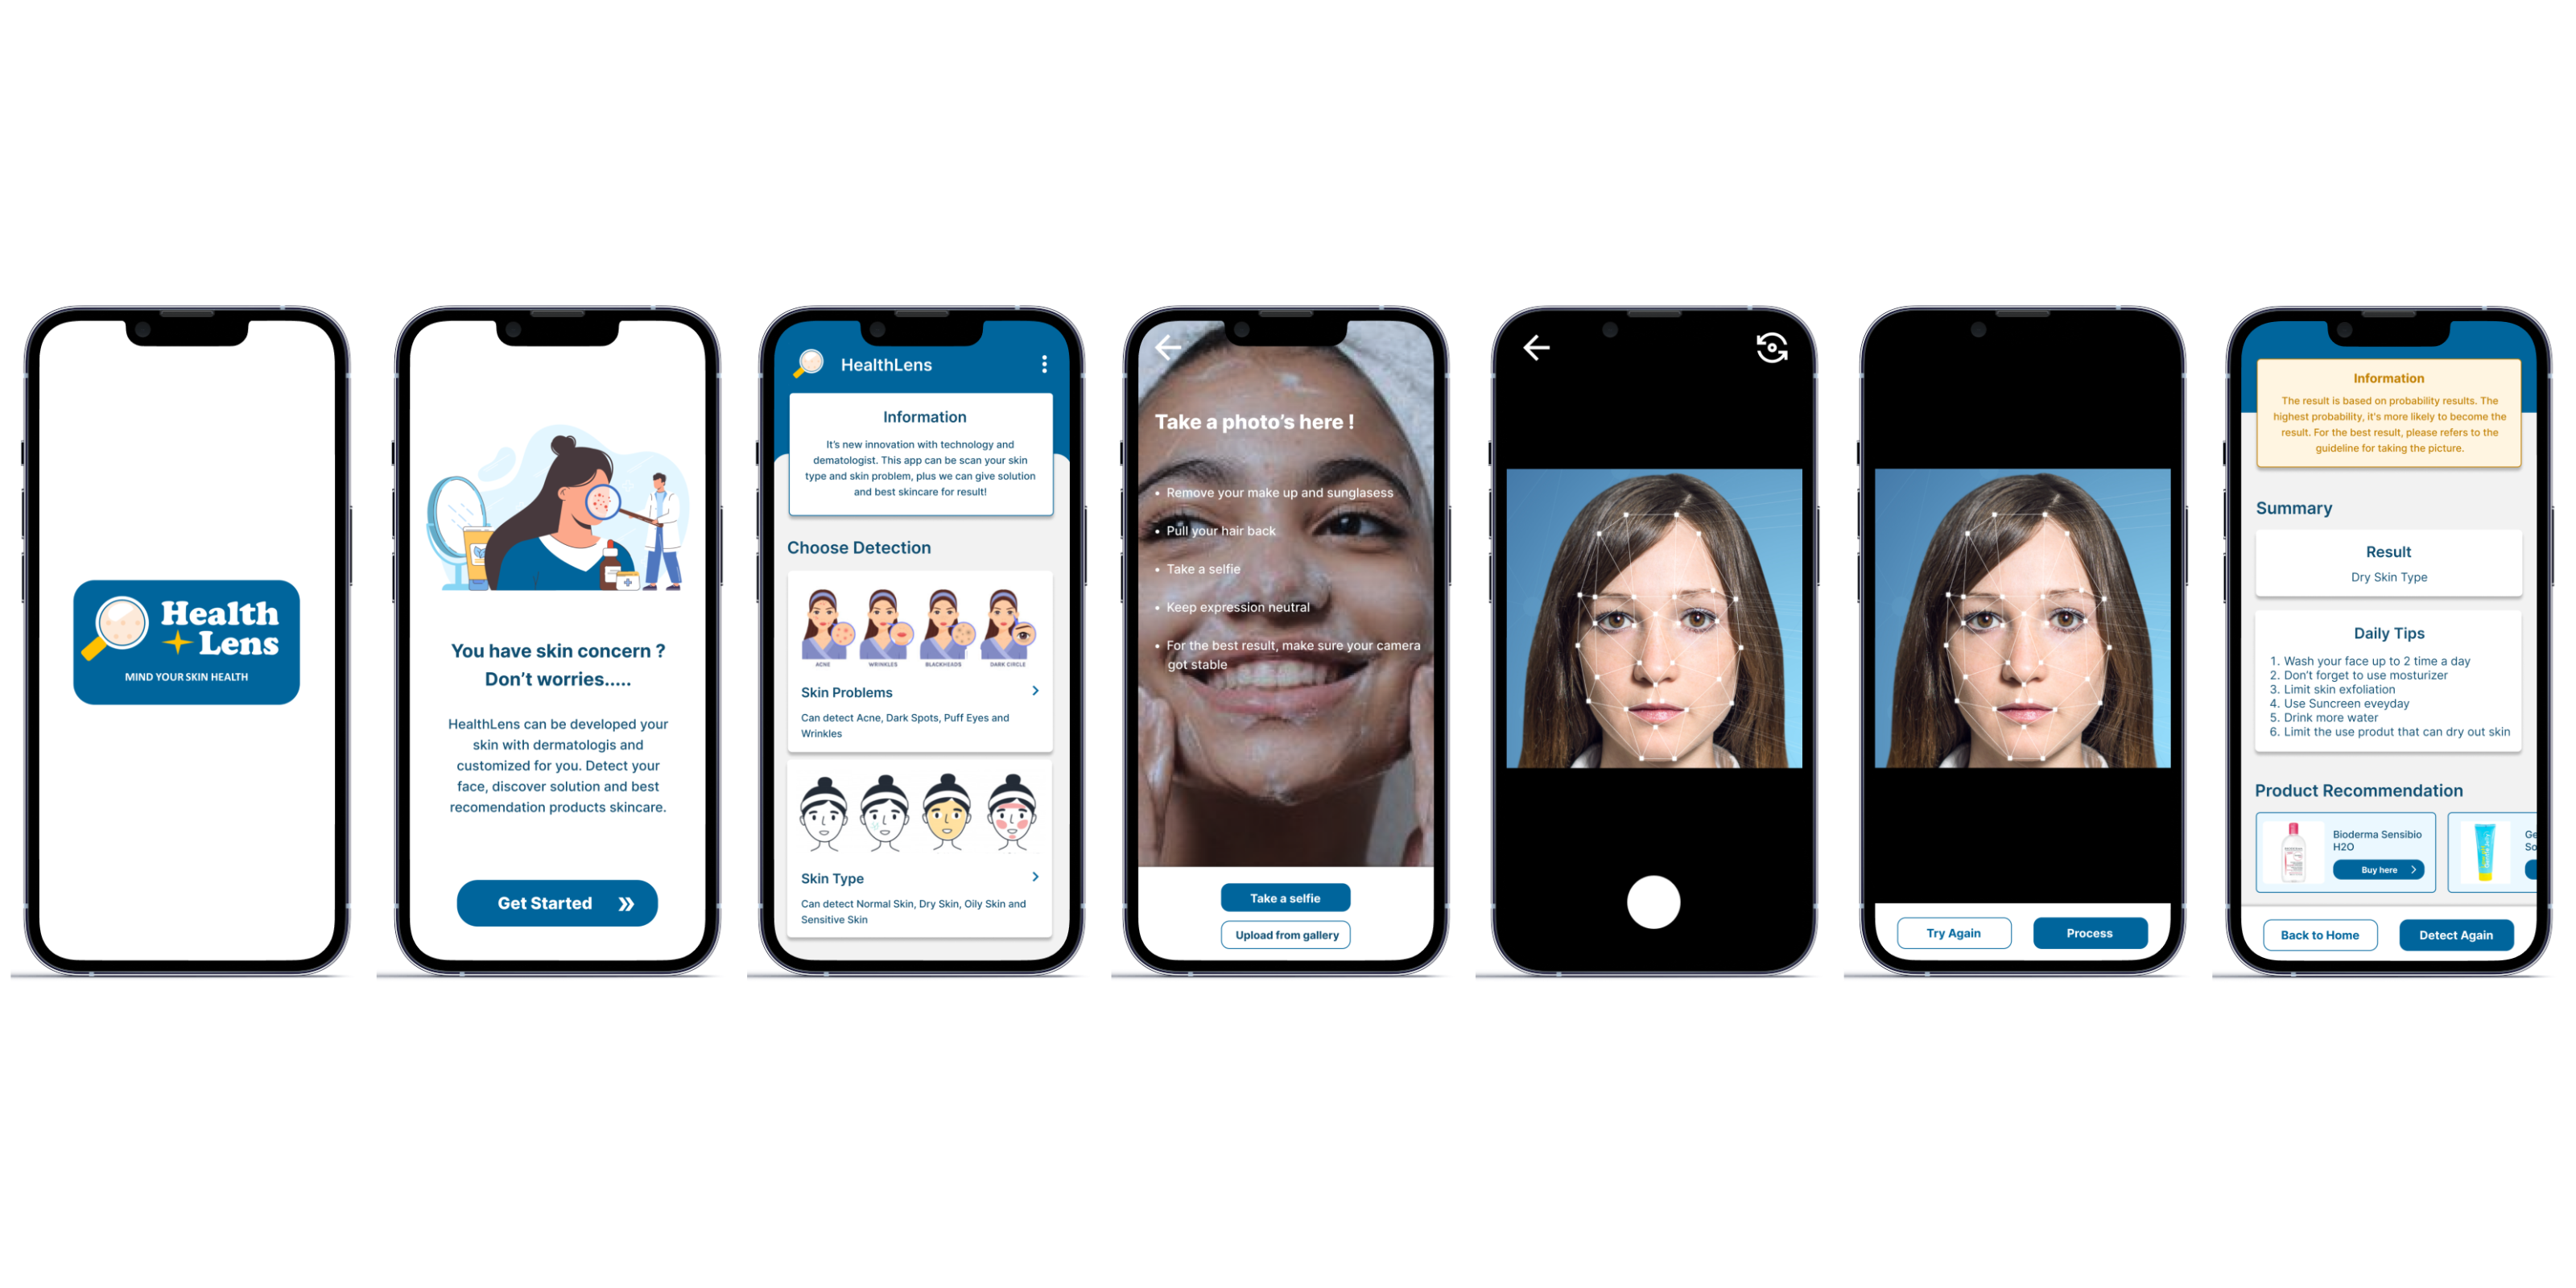 Health
Lens
MIND YOUR SKIN HEALTH
You have skin concern ?
Don't worries.....
HealthLens can be developed your
skin with dermatologis and
customized for you. Detect your
face, discover solution and best
recomendation products skincare.
Get Started
HealthLens
Information
It's new innovation with technology and
dematologist. This app can be scan your skin
type and skin problem, plus we can give solution
and best skincare for result!
Choose Detection
ACNE
WRINKLES
BLACKHEADS
DARK CIRCLE
Skin Problems
Can detect Acne, Dark Spots, Puff Eyes and
Wrinkles
Skin Type
Can detect Normal Skin, Dry Skin, Oily Skin and
Sensitive Skin
Take a photo's here !
• Remove your make up and sunglasess
• Pull your hair back
• Take a selfie
• Keep expression neutral
• For the best result, make sure your camera
got stable
Take a selfie
Upload from gallery
Try Again
Process
Information
The result is based on probability results. The
highest probability, it's more likely to become the
result. For the best result, please refers to the
guideline for taking the picture.
Summary
Result
Dry Skin Type
Daily Tips
1. Wash your face up to 2 time a day
2. Don't forget to use mosturizer
3. Limit skin exfoliation
4. Use Suncreen eveyday
5. Drink more water
6. Limit the use produt that can dry out skin
Product Recommendation
Bioderma Sensibio
H2O
Buy here
Ge
So
Back to Home
Detect Again